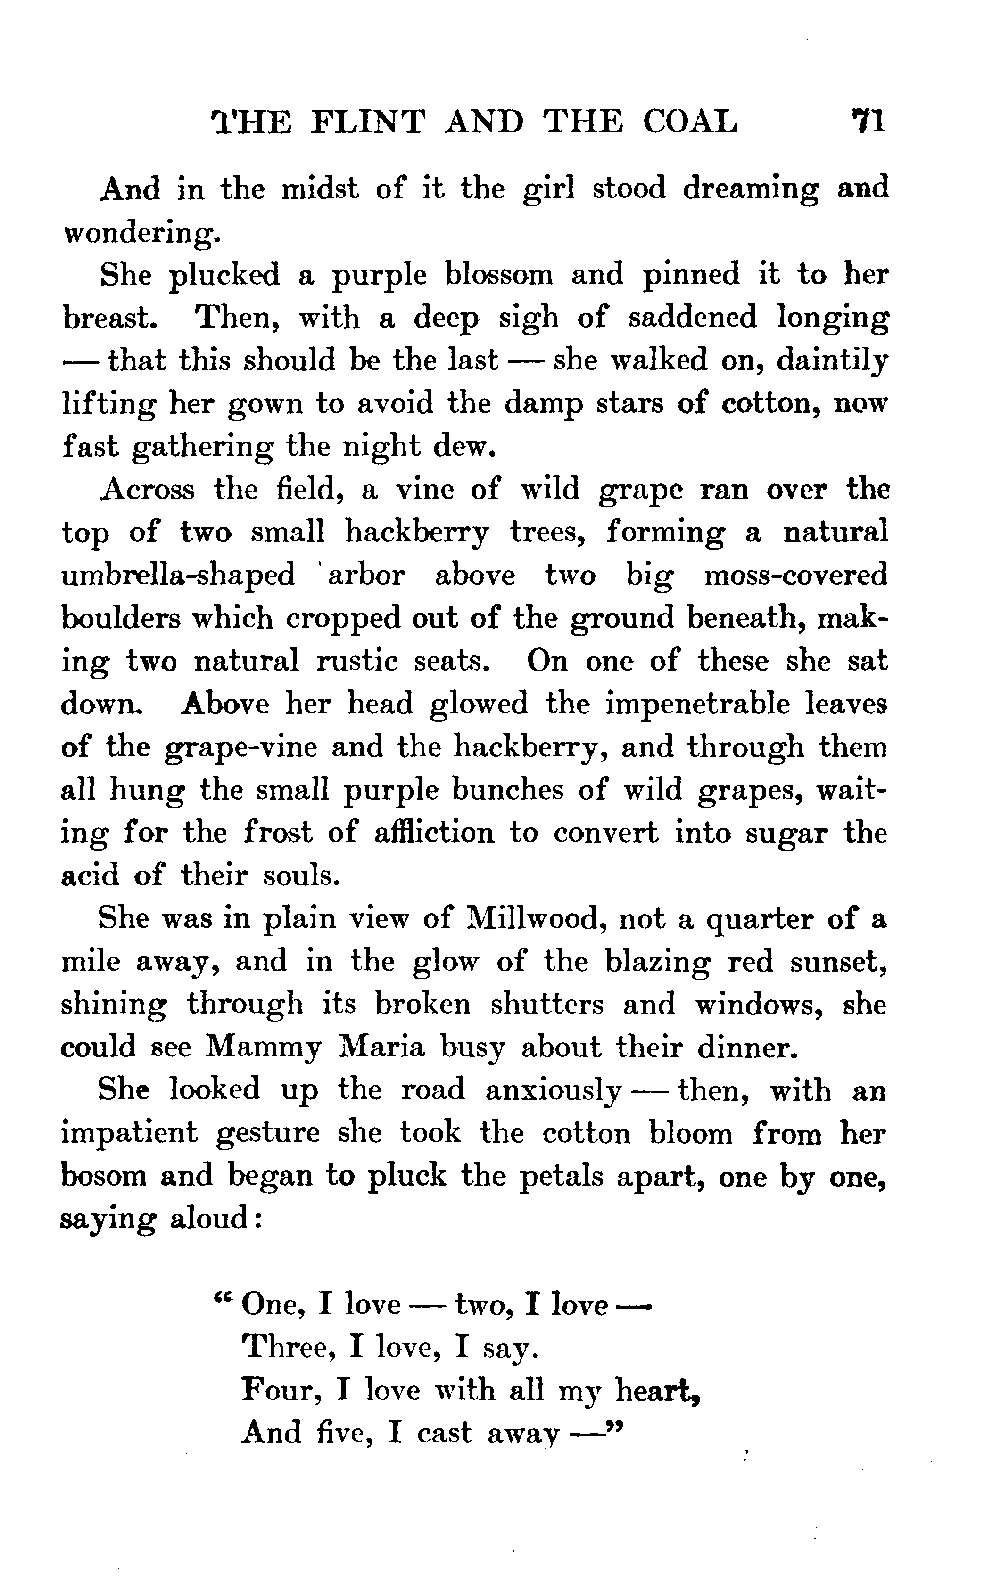 THE FLINT AND THE COAL 71
And in the midst of it the girl stood dreaming and
wondering.
She plucked a purple blossom and pinned it to her
breast. Then, with a deep sigh of saddened longing
— that this should be the last — she walked on, daintily
lifting her gown to avoid the damp stars of cotton, now
fast gathering the night dew.
Across the field, a vine of wild grape ran over the
top of two small hackberry trees, forming a natural
umbrella-shaped arbor above two big moss-covered
boulders which cropped out of the ground beneath, mak-
ing two natural rustic seats. On one of these she sat
down. Above her head glowed the impenetrable leaves
of the grape-vine and the hackberry, and through them
all hung the small purple bunches of wild grapes, wait-
ing for the frost of affliction to convert into sugar the
acid of their souls.
She was in plain view of Millwood, not a quarter of a
mile away, and in the glow of the blazing red sunset,
shining through its broken shutters and windows, she
could see Mammy Maria busy about their dinner.
She looked up the road anxiously — then, with an
impatient gesture she took the cotton bloom from her
bosom and began to pluck the petals apart, one by one,
saying aloud:
“One, I love — two, I love —
Three, I love, I say.
Four, I love with all my heart,
And five, I cast away —”